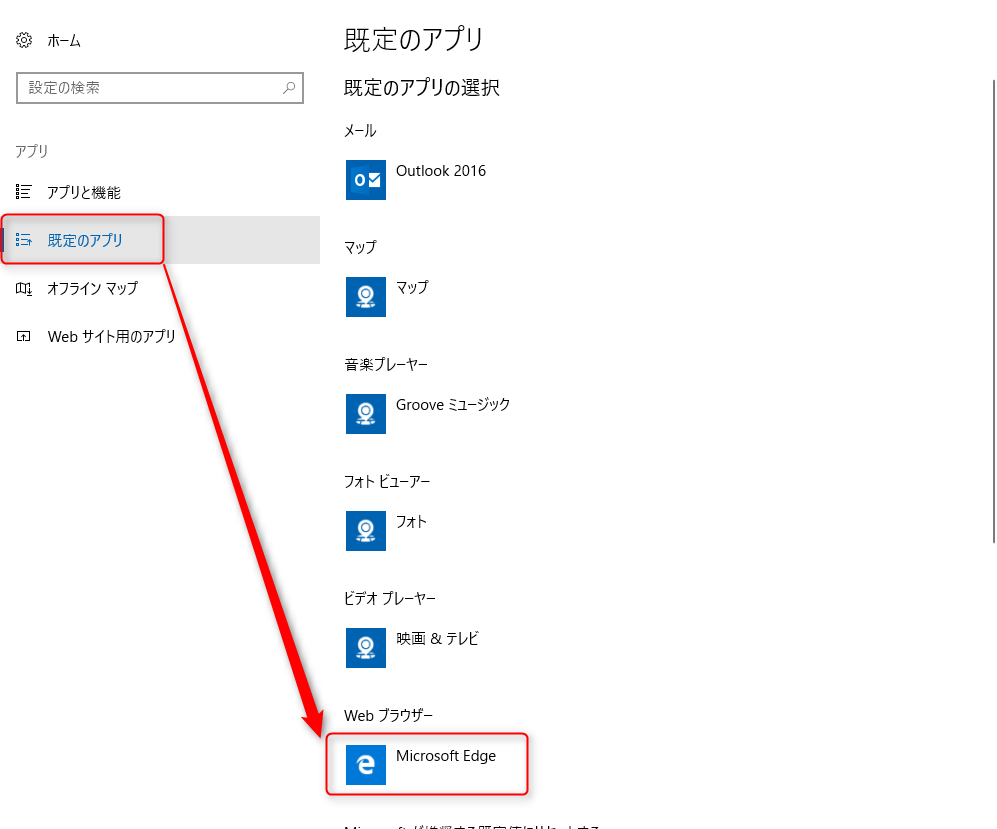 ホーム
設定の検索
アプリ
アプリと機能
既定のアプリ
オフライン マップ
Web サイト用のアプリ
既定のアプリ
既定のアプリの選択
メール
Outlook 2016
マップ
マップ
音楽プレーヤー
Groove ミュージック
フォト ビューアー
フォト
ビデオ プレーヤー
映画 & テレビ
Web ブラウザー
Microsoft Edge